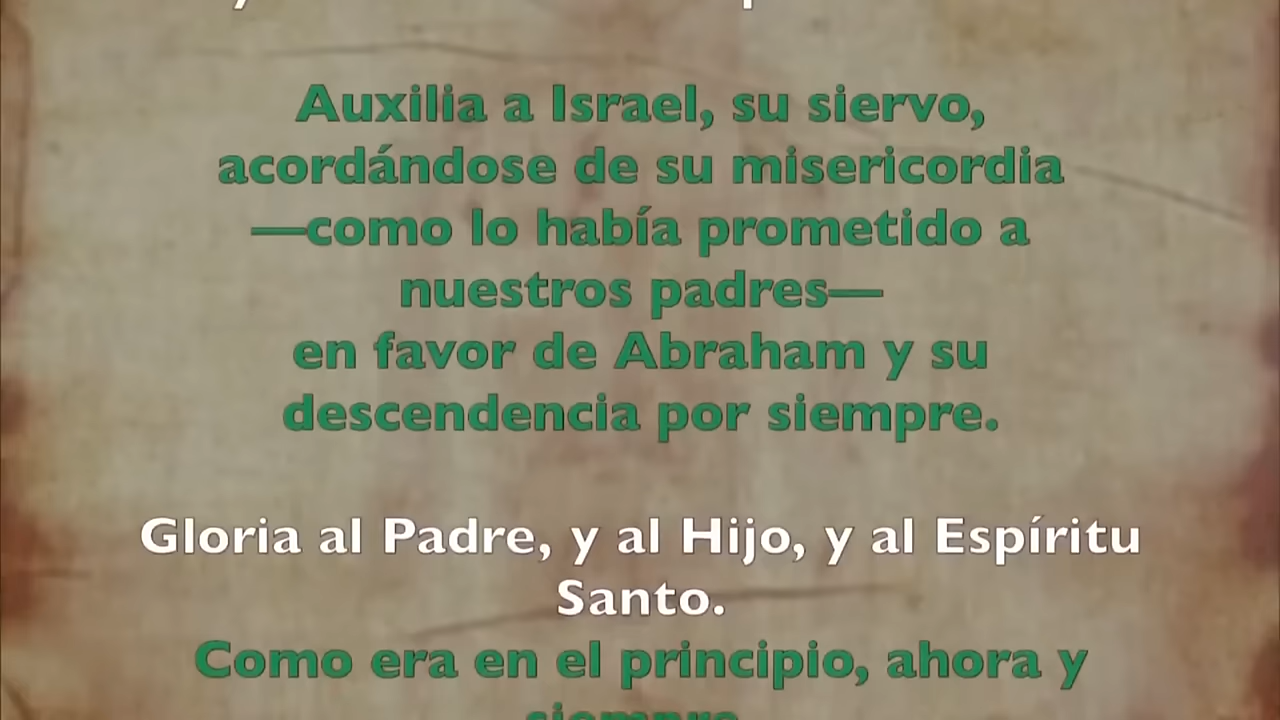 Auxilia a Israel, su siervo,
acordándose de su misericordia
—como lo había prometido a
nuestros padres—
en favor de Abraham y su
descendencia por siempre.
Gloria al Padre, y al Hijo, y al Espíritu
Santo.
Como era en el principio, ahora y
siempre